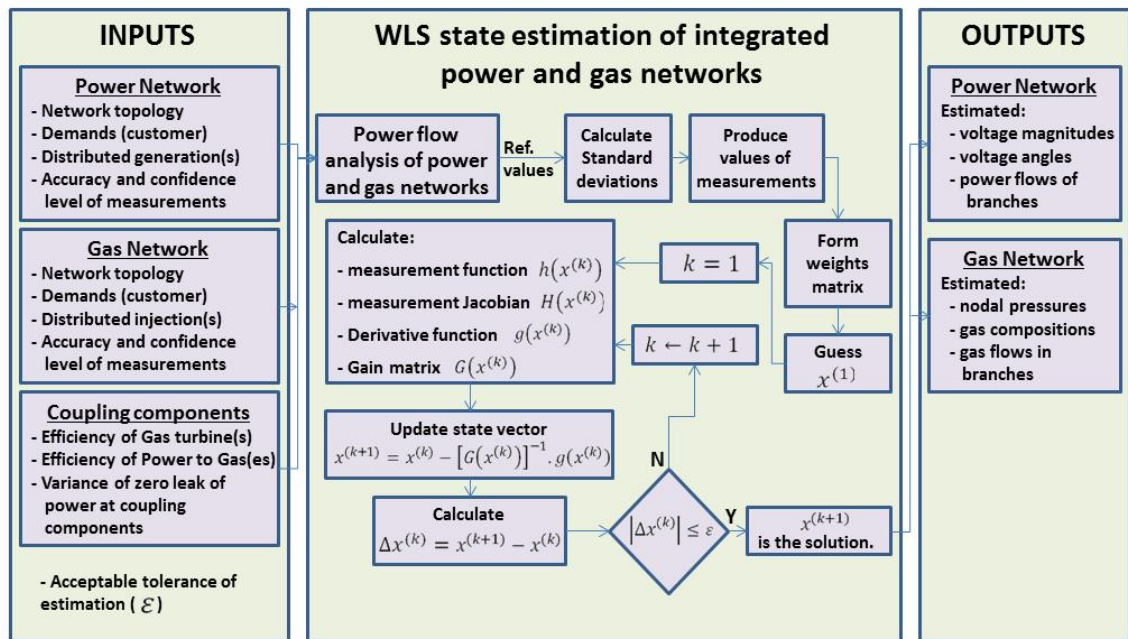 INPUTS
Power Network
- Network topology
- Demands (customer)
- Distributed generation(s)
- Accuracy and confidence
level of measurements
Gas Network
- Network topology
- Demands (customer)
- Distributed injection(s)
- Accuracy and confidence
level of measurements
Coupling components
- Efficiency of Gas turbine(s)
- Efficiency of Power to Gas(es)
- Variance of zero leak of
power at coupling
components
- Acceptable tolerance of
estimation ( ℰ )
WLS state estimation of integrated
power and gas networks
Power flow
analysis of power
and gas networks
Ref.
values
Calculate
Standard
deviations
Produce
values of
measurements
Form
weights
matrix
Guess
x^(1)
k = 1
k ← k + 1
Calculate:
- measurement function h(x^(k))
- measurement Jacobian H(x^(k))
- Derivative function g(x^(k))
- Gain matrix G(x^(k))
Update state vector
x^(k+1) = x^(k) − [G(x^(k))]^−1 . g(x^(k))
Calculate
Δx^(k) = x^(k+1) − x^(k)
|Δx^(k)| ≤ ε
N
Y
x^(k+1)
is the solution.
OUTPUTS
Power Network
Estimated:
- voltage magnitudes
- voltage angles
- power flows of
branches
Gas Network
Estimated:
- nodal pressures
- gas compositions
- gas flows in
branches